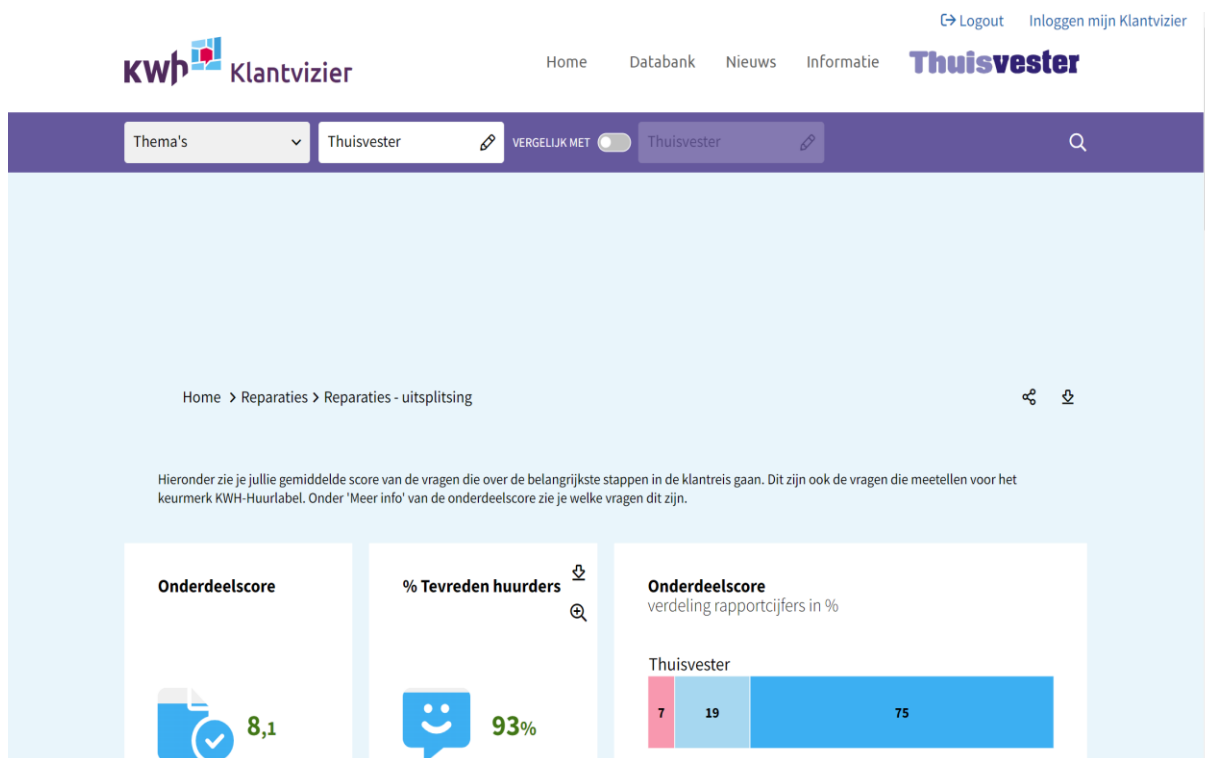 Logout Inloggen mijn Klantvizier
KWh Klantvizier Home Databank Nieuws Informatie Thuisvester
Thema's Thuisvester VERGELIJK MET Thuisvester
Home > Reparaties > Reparaties - uitsplitsing
Hieronder zie je jullie gemiddelde score van de vragen die over de belangrijkste stappen in de klantreis gaan. Dit zijn ook de vragen die meetellen voor het
keurmerk KWH-Huurlabel. Onder 'Meer info' van de onderdeelscore zie je welke vragen dit zijn.
Onderdeelscore
8,1
% Tevreden huurders
93%
Onderdeelscore
verdeling rapportcijfers in %
Thuisvester
7 19 75